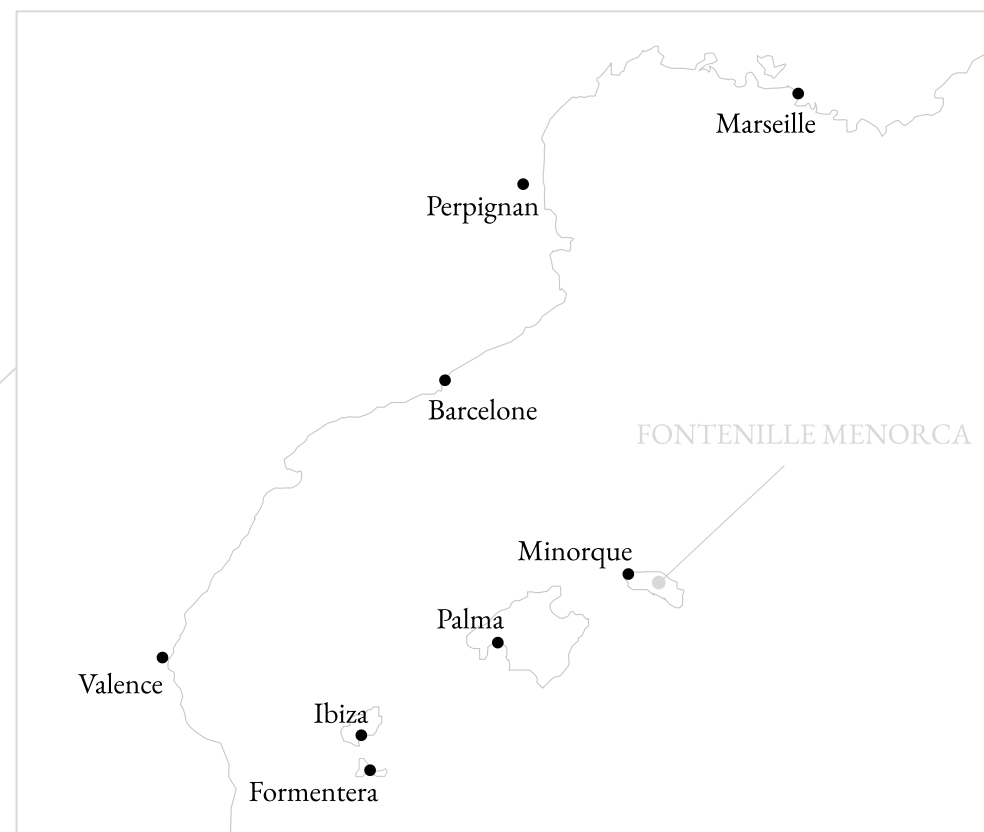 Marseille
Perpignan
Barcelone
FONTENILLE MENORCA
Minorque
Palma
Valence
Ibiza
Formentera